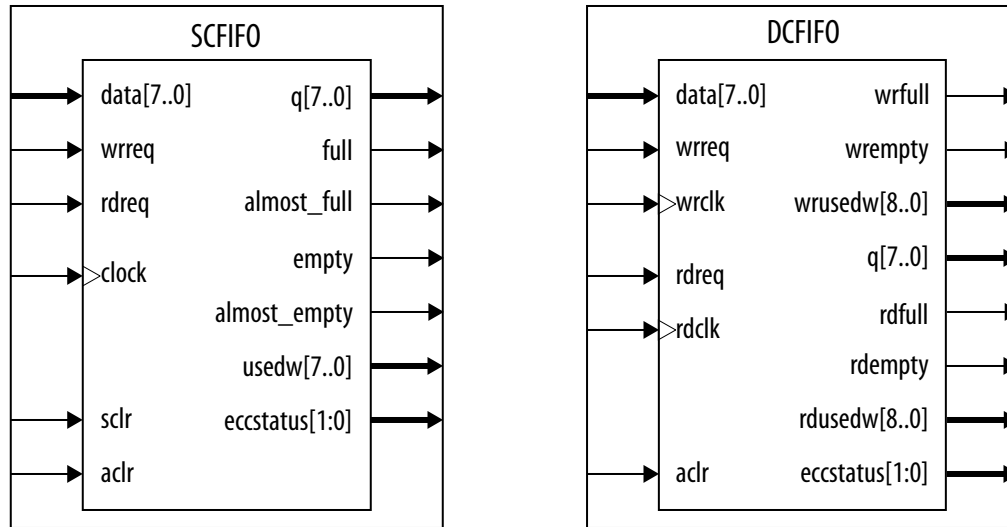 SCFIFO
data[7..0] q[7..0]
wrreq full
rdreq almost_full
clock empty
almost_empty
usedw[7..0]
sclr eccstatus[1:0]
aclr
DCFIFO
data[7..0] wrfull
wrreq wrempty
wrclk wrusedw[8..0]
q[7..0]
rdreq
rdclk rdfull
rdempty
rdusedw[8..0]
aclr eccstatus[1:0]